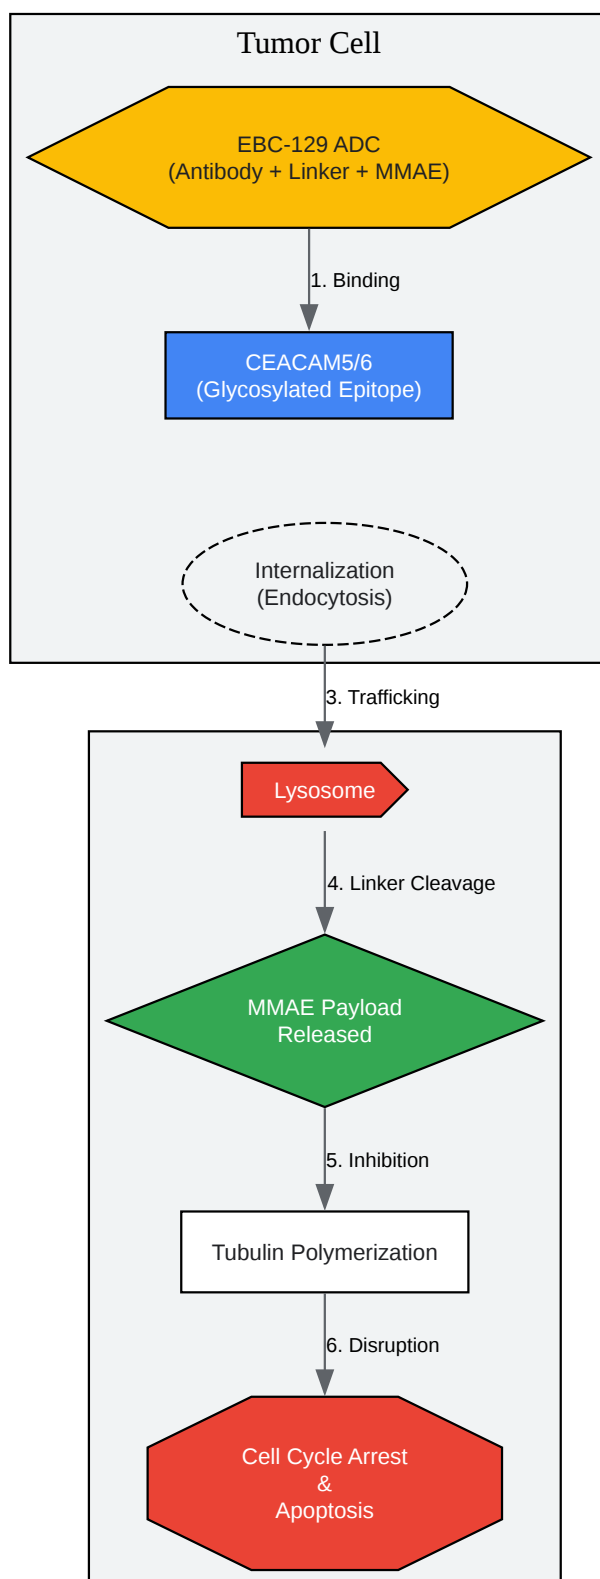 Tumor Cell
EBC-129 ADC
(Antibody + Linker + MMAE)
1. Binding
CEACAM5/6
(Glycosylated Epitope)
Internalization
(Endocytosis)
3. Trafficking
Lysosome
4. Linker Cleavage
MMAE Payload
Released
5. Inhibition
Tubulin Polymerization
6. Disruption
Cell Cycle Arrest
&
Apoptosis